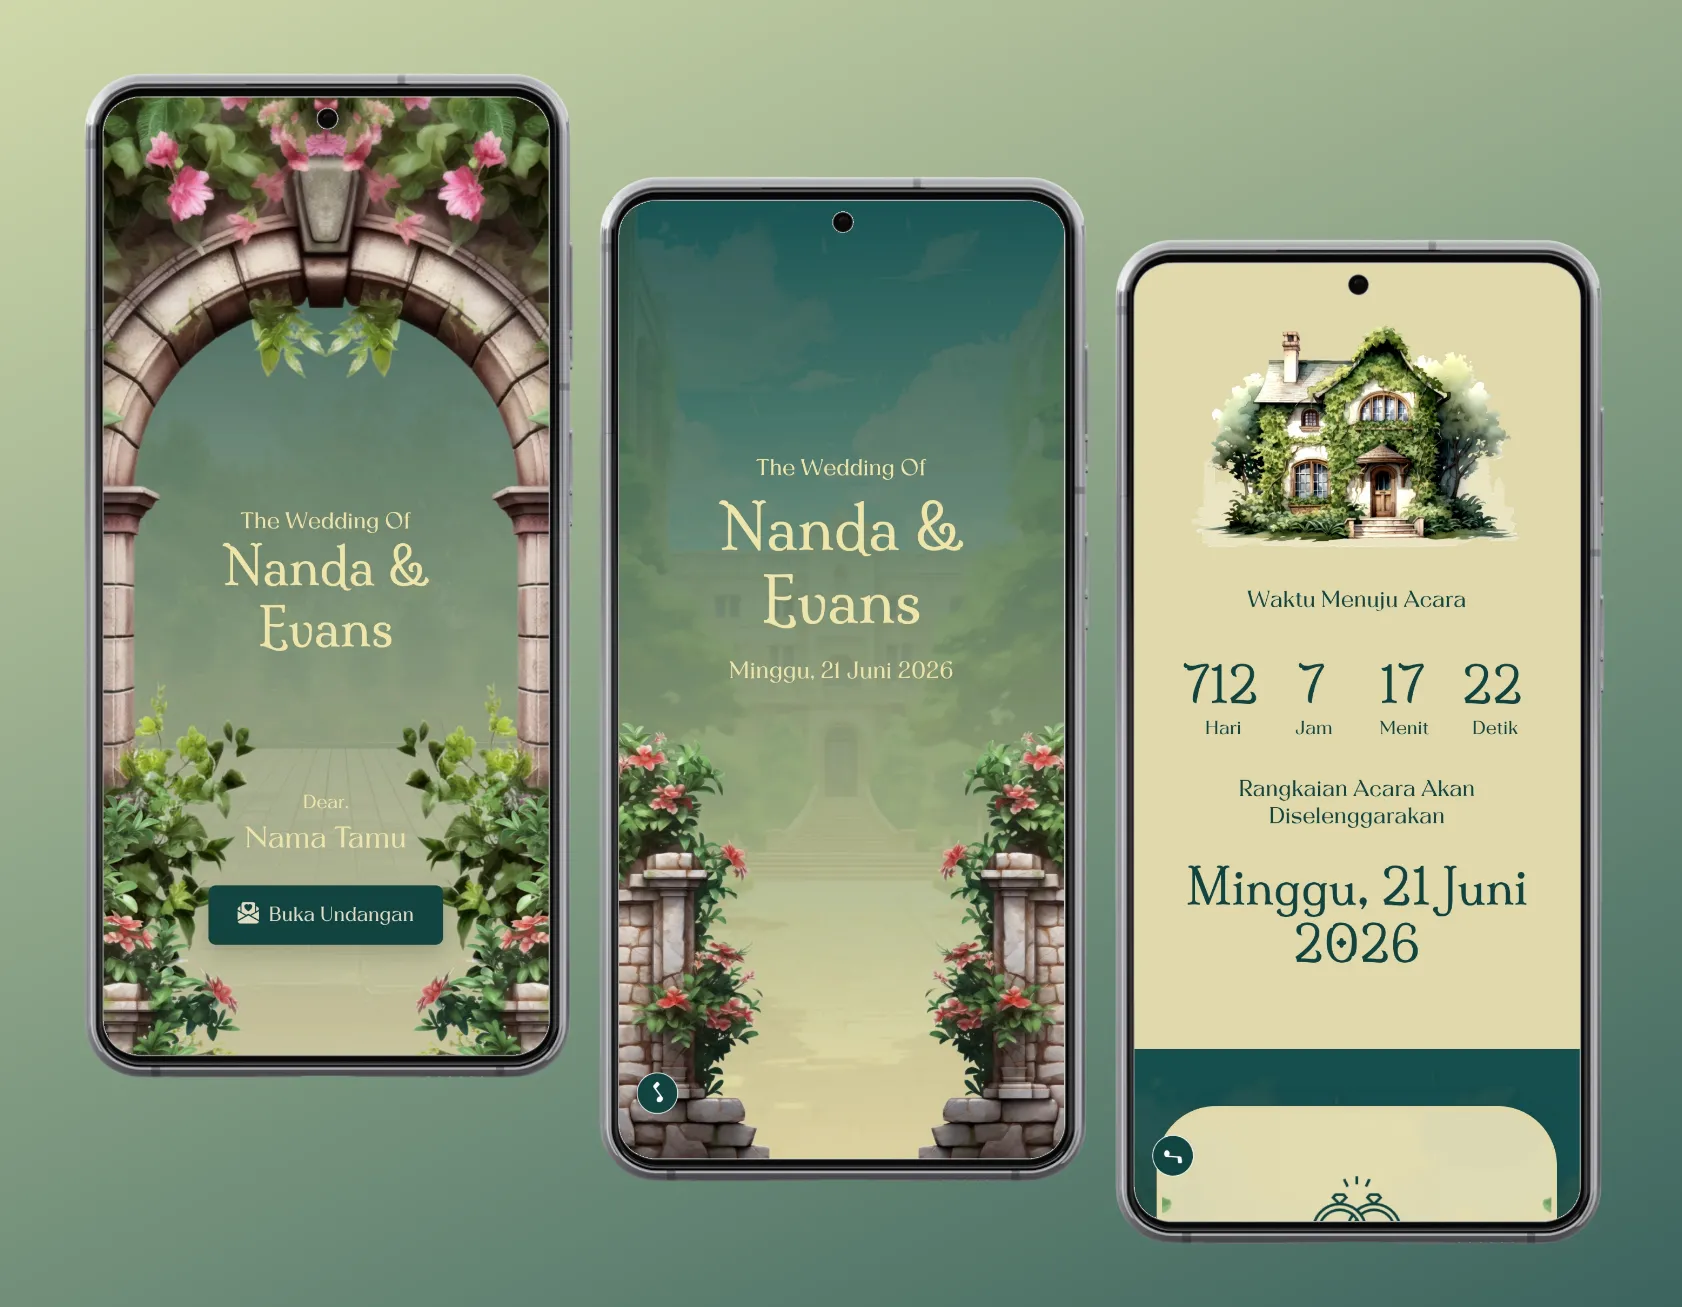 The Wedding Of
Nanda &
Evans
Dear.
Nama Tamu
Buka Undangan
The Wedding Of
Nanda &
Evans
Minggu, 21 Juni 2026
Waktu Menuju Acara
712 7 17 22
Hari Jam Menit Detik
Rangkaian Acara Akan
Diselenggarakan
Minggu, 21 Juni
2026